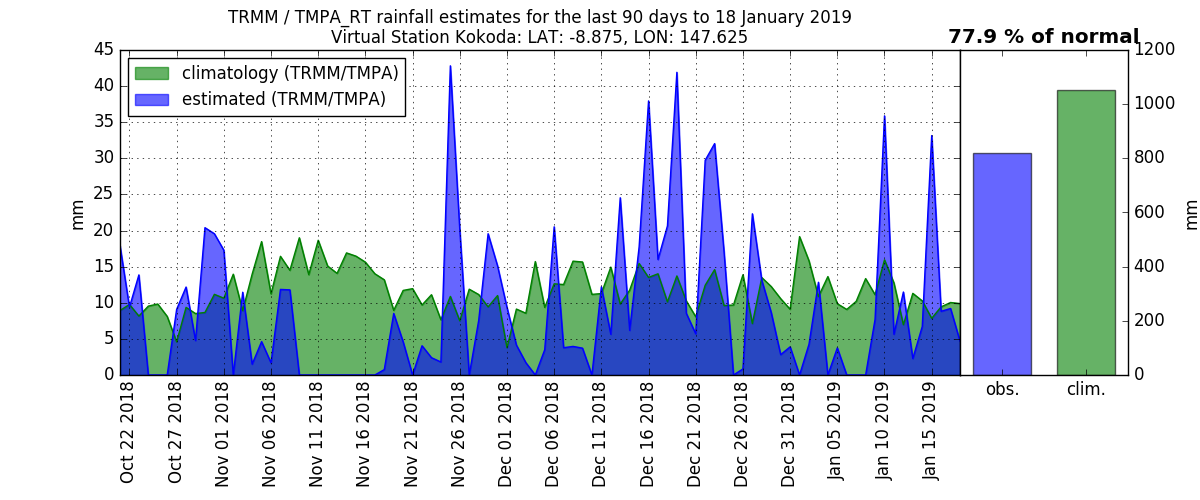 TRMM / TMPA_RT rainfall estimates for the last 90 days to 18 January 2019
Virtual Station Kokoda: LAT: -8.875, LON: 147.625
77.9 % of normal
climatology (TRMM/TMPA)
estimated (TRMM/TMPA)
45
40
35
30
25
20
15
10
5
0
mm
Oct 22 2018
Oct 27 2018
Nov 01 2018
Nov 06 2018
Nov 11 2018
Nov 16 2018
Nov 21 2018
Nov 26 2018
Dec 01 2018
Dec 06 2018
Dec 11 2018
Dec 16 2018
Dec 21 2018
Dec 26 2018
Dec 31 2018
Jan 05 2019
Jan 10 2019
Jan 15 2019
obs.
clim.
1200
1000
800
600
400
200
0
mm